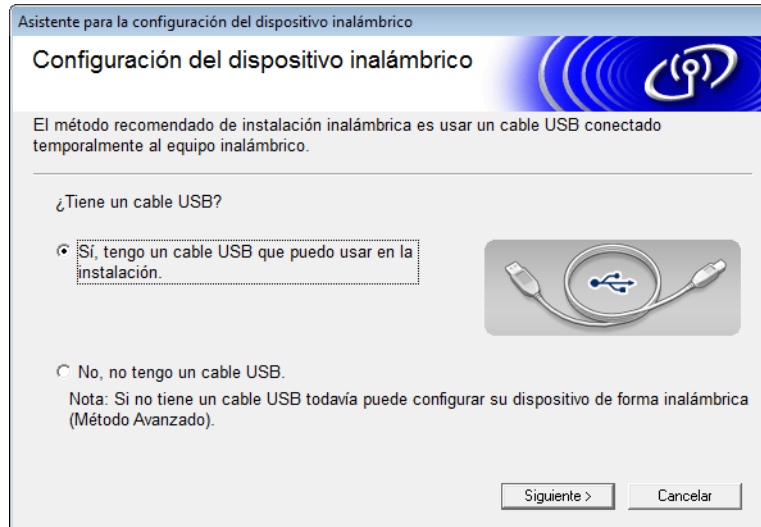 Asistente para la configuración del dispositivo inalámbrico
Configuración del dispositivo inalámbrico
El método recomendado de instalación inalámbrica es usar un cable USB conectado
temporalmente al equipo inalámbrico.
¿Tiene un cable USB?
Sí, tengo un cable USB que puedo usar en la
instalación.
No, no tengo un cable USB.
Nota: Si no tiene un cable USB todavía puede configurar su dispositivo de forma inalámbrica
(Método Avanzado).
Siguiente >
Cancelar